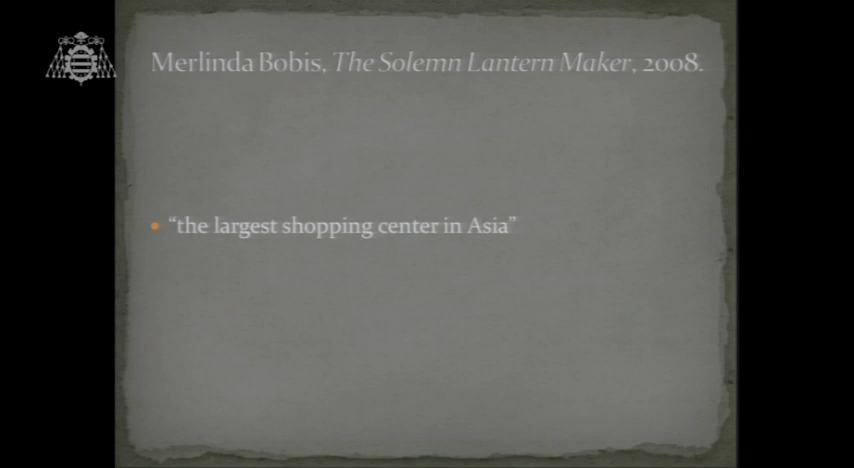 Merlinda Bobis, The Solemn Lantern Maker, 2008.
“the largest shopping center in Asia”